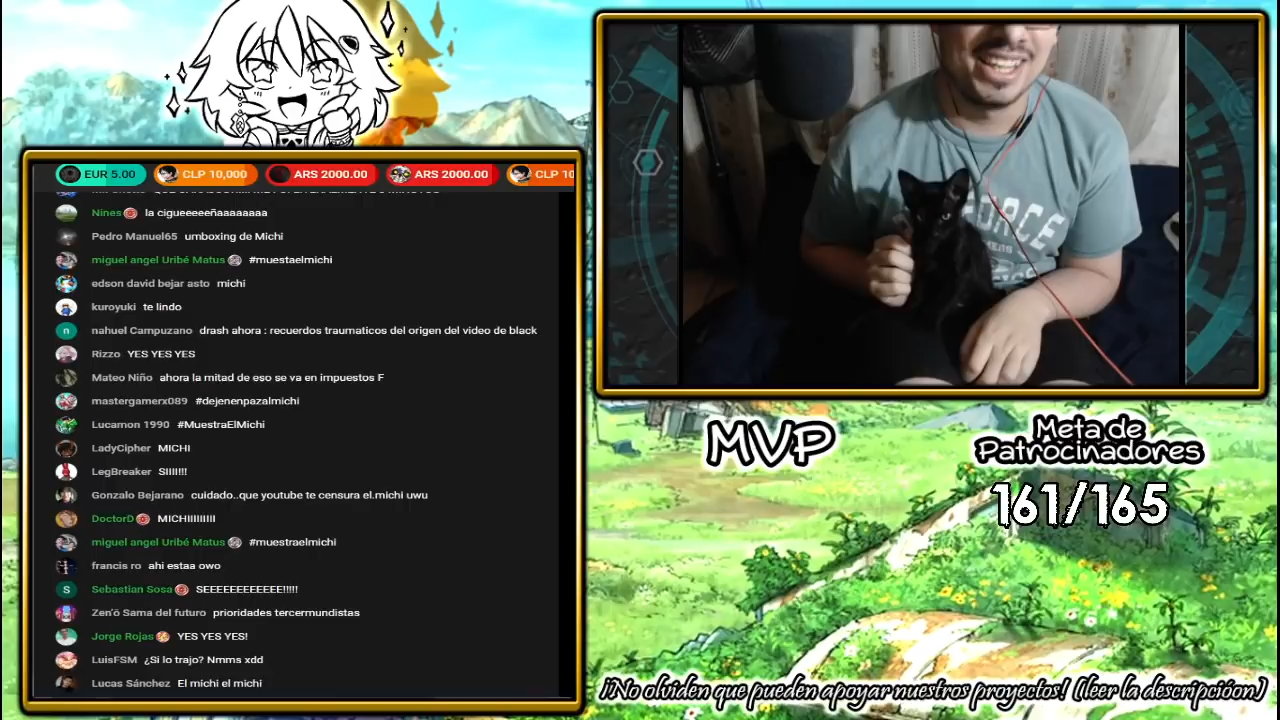 EUR 5.00 CLP 10,000 ARS 2000.00 ARS 2000.00 CLP 10
Nines la cigueeeeeñaaaaaaaa
Pedro Manuel65 umboxing de Michi
miguel angel Uribé Matus #muestaelmichi
edson david bejar asto michi
kuroyuki te lindo
n nahuel Campuzano drash ahora : recuerdos traumaticos del origen del video de black
Rizzo YES YES YES
Mateo Niño ahora la mitad de eso se va en impuestos F
mastergamerx089 #dejenenpazalmichi
Lucamon 1990 #MuestraElMichi
LadyCipher MICHI
LegBreaker SIIII!!!
Gonzalo Bejarano cuidado..que youtube te censura el.michi uwu
DoctorD MICHIIIIIIIII
miguel angel Uribé Matus #muestraelmichi
francis ro ahi estaa owo
S Sebastian Sosa SEEEEEEEEEEEE!!!!!
Zen'ō Sama del futuro prioridades tercermundistas
Jorge Rojas YES YES YES!
LuisFSM ¿Si lo trajo? Nmms xdd
Lucas Sánchez El michi el michi
FORCE
MVP
Meta de
Patrocinadores
161/165
¡No olviden que pueden apoyar nuestros proyectos! (leer la descripcióon)